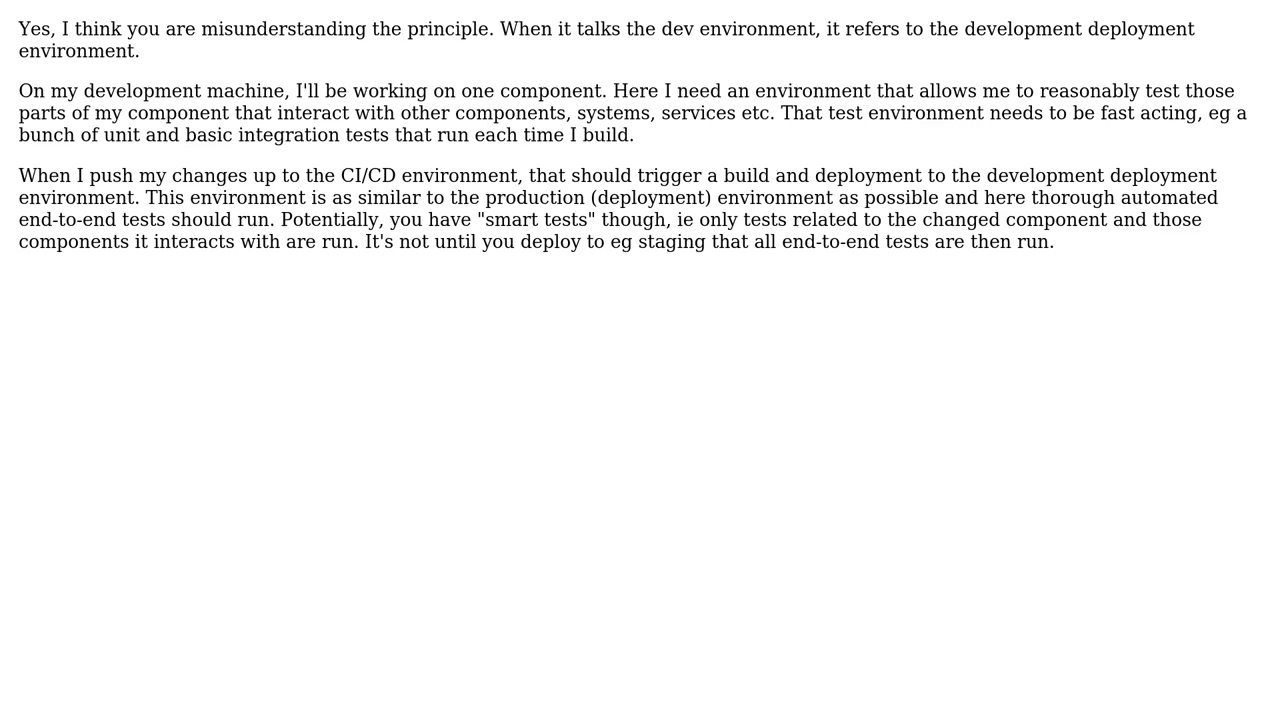 Yes, I think you are misunderstanding the principle. When it talks the dev environment, it refers to the development deployment
environment.
On my development machine, I'll be working on one component. Here I need an environment that allows me to reasonably test those
parts of my component that interact with other components, systems, services etc. That test environment needs to be fast acting, eg a
bunch of unit and basic integration tests that run each time I build.
When I push my changes up to the CI/CD environment, that should trigger a build and deployment to the development deployment
environment. This environment is as similar to the production (deployment) environment as possible and here thorough automated
end-to-end tests should run. Potentially, you have "smart tests" though, ie only tests related to the changed component and those
components it interacts with are run. It's not until you deploy to eg staging that all end-to-end tests are then run.